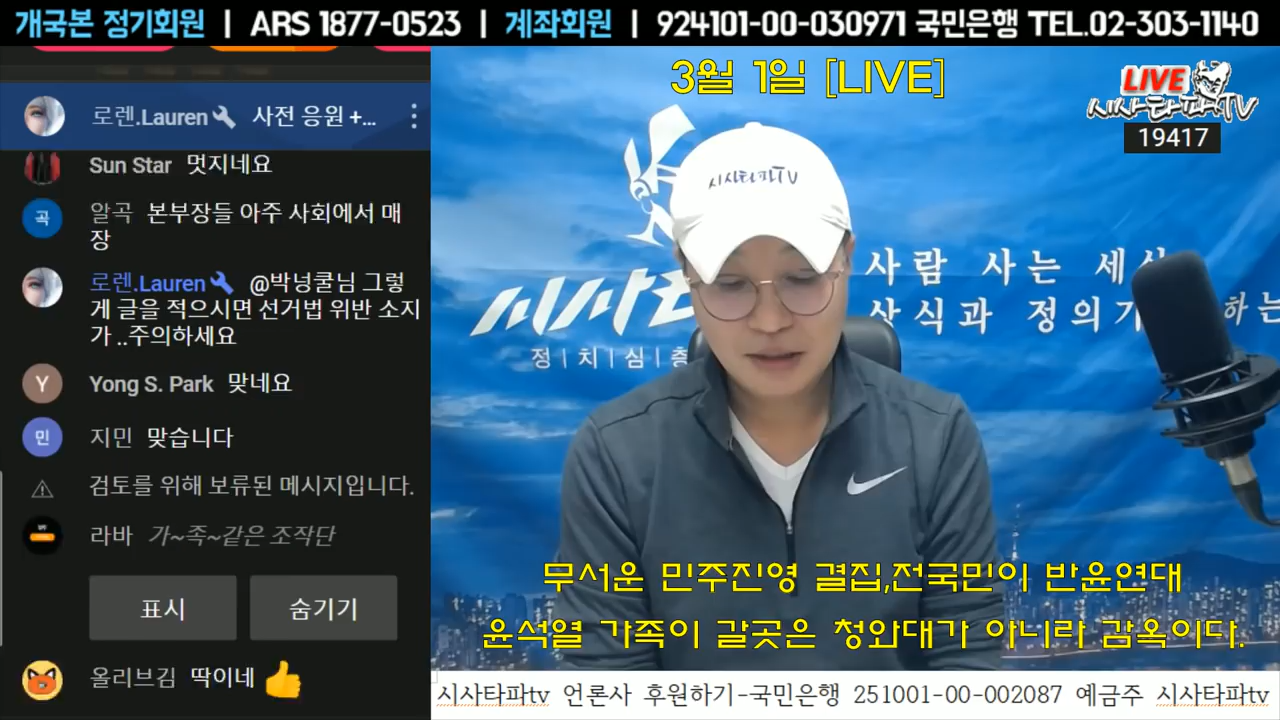 개국본 정기회원 | ARS 1877-0523 | 계좌회원 | 924101-00-030971 국민은행 TEL.02-303-1140
로렌.Lauren 사전 응원 +...
Sun Star 멋지네요
곡 알곡 본부장들 아주 사회에서 매
장
로렌.Lauren @박넝쿨님 그렇
게 글을 적으시면 선거법 위반 소지
가 ..주의하세요
Y Yong S. Park 맞네요
민 지민 맞습니다
검토를 위해 보류된 메시지입니다.
라바 가~족~같은 조작단
표시 숨기기
올리브김 딱이네 👍
3월 1일 [LIVE]
LIVE
시사타파TV
19417
시사타파TV
사람 사는 세
시사타
상식과 정의가 하는
정|치|심|층
무서운 민주진영 결집,전국민이 반윤연대
윤석열 가족이 갈곳은 청와대가 아니라 감옥이다.
시사타파tv 언론사 후원하기-국민은행 251001-00-002087 예금주 시사타파tv